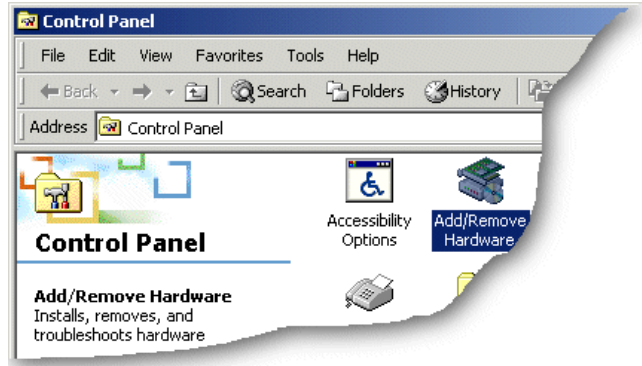 Control Panel
File Edit View Favorites Tools Help
Back Search Folders History
Address Control Panel
Control Panel
Add/Remove Hardware
Installs, removes, and
troubleshoots hardware
Accessibility
Options
Add/Remove
Hardware